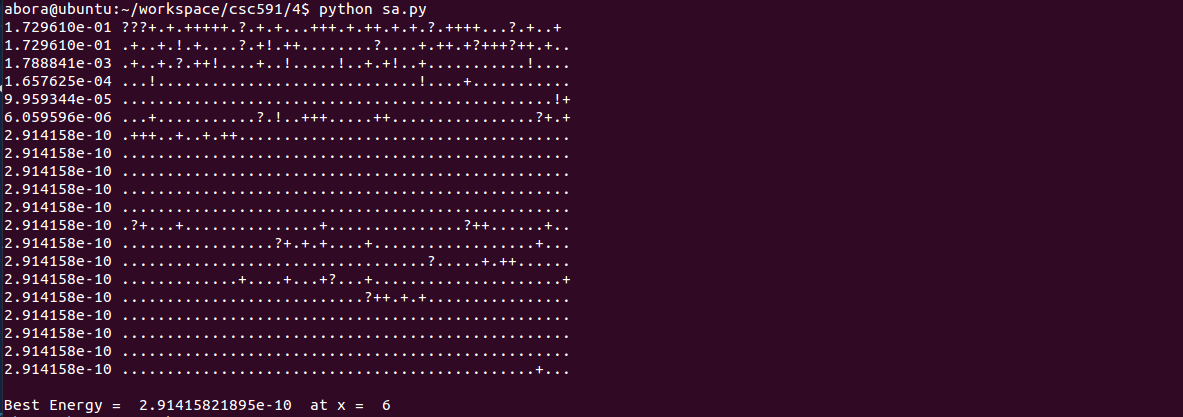 abora@ubuntu:~/workspace/csc591/4$ python sa.py
1.729610e-01 ???+.+.+++++.?.+.+...+++.+.++.+.+.?.++++...?.+..+
1.729610e-01 .+..+.!.+....?.+!.++........?....+.++.+?+++?++.+..
1.788841e-03 .+..+.?.++!....+..!.....!..+.+!..+...........!....
1.657625e-04 ...!.............................!....+...........
9.959344e-05 ................................................!+
6.059596e-06 ...+...........?.!..+++.....++................?+.+
2.914158e-10 .+++..+..+.++.....................................
2.914158e-10 ..................................................
2.914158e-10 ..................................................
2.914158e-10 ..................................................
2.914158e-10 ..................................................
2.914158e-10 .?+...+...............+...............?++......+..
2.914158e-10 .................?+.+.+....+..................+...
2.914158e-10 ..................................?.....+.++......
2.914158e-10 .............+....+...+?...+.....................+
2.914158e-10 ...........................?++.+.+................
2.914158e-10 ..................................................
2.914158e-10 ..................................................
2.914158e-10 ..................................................
2.914158e-10 ..............................................+...
Best Energy =  2.91415821895e-10  at x =  6